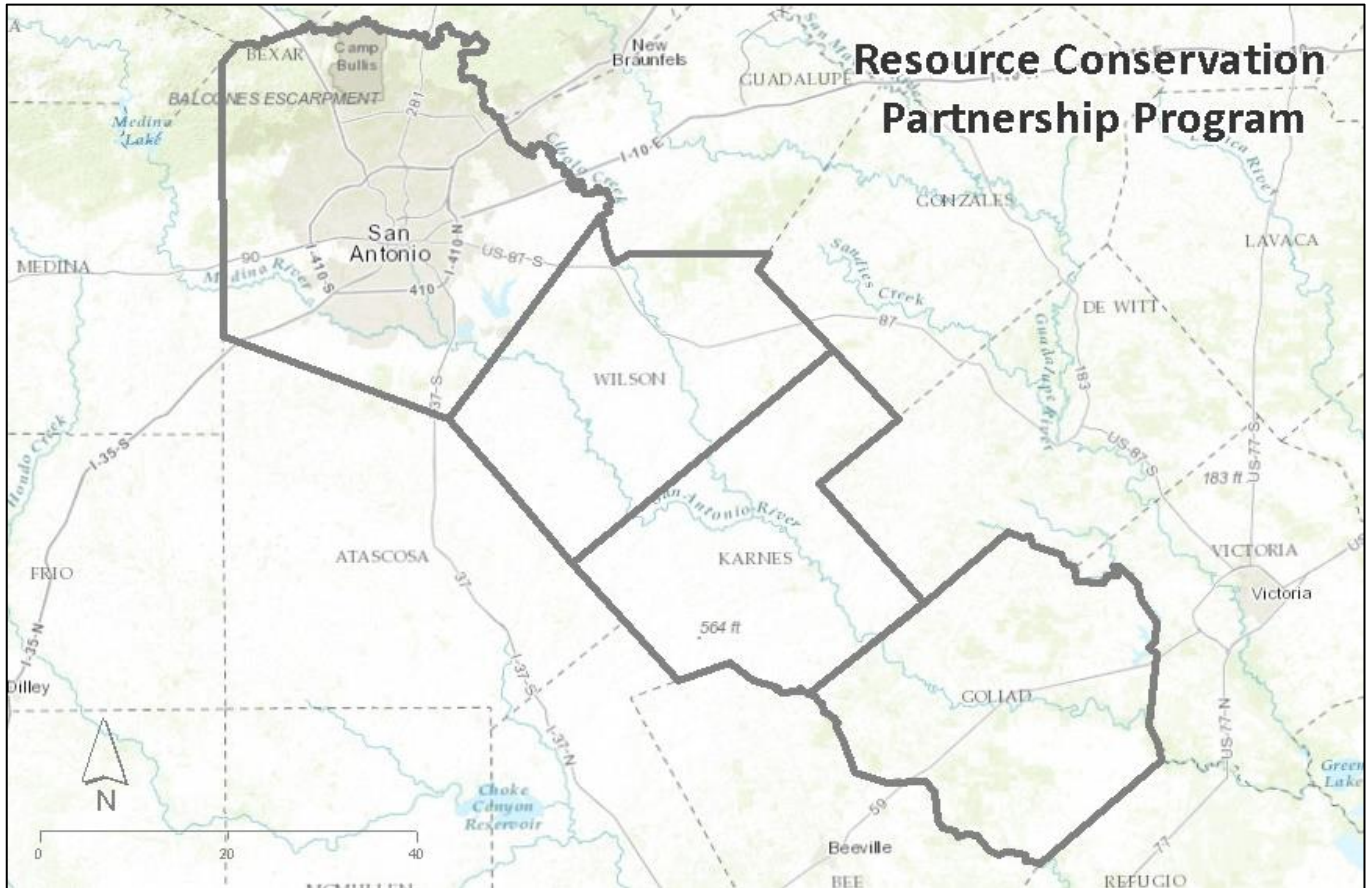 Resource Conservation
Partnership Program
BEXAR
Camp
Bullis
New
Braunfels
GUADALUPE
BALCONES ESCARPMENT
281
Medina
Lake
Cibolo Creek
I-10-E
GONZALES
LAVACA
San
Antonio
I-410-N
US-87-S
90
I-410-S
MEDINA
Medina River
410
Sandies Creek
87
DE WITT
Guadalupe River
183
37-S
WILSON
Hondo Creek
I-35-S
US-87-S
US-77-S
183 ft
San Antonio River
ATASCOSA
KARNES
VICTORIA
FRIO
37
Victoria
564 ft
I-35-N
I-37-S
Dilley
GOLIAD
I-37-N
US-77-N
N
Choke
Canyon
Reservoir
Green
Lake
59
0 20 40
Beeville
77
BEE
REFUGIO
MCMULLEN